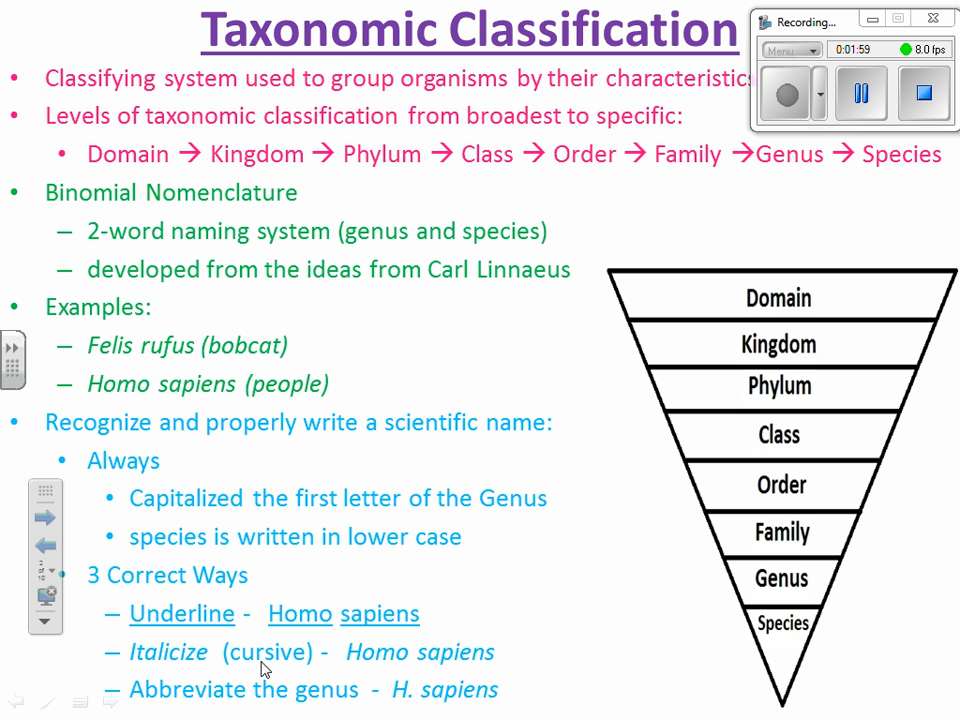 Taxonomic Classification
Recording...
Menu
0:01:59
8.0 fps
• Classifying system used to group organisms by their characteristics
• Levels of taxonomic classification from broadest to specific:
• Domain → Kingdom → Phylum → Class → Order → Family → Genus → Species
• Binomial Nomenclature
– 2-word naming system (genus and species)
– developed from the ideas from Carl Linnaeus
• Examples:
– Felis rufus (bobcat)
– Homo sapiens (people)
• Recognize and properly write a scientific name:
• Always
• Capitalized the first letter of the Genus
• species is written in lower case
• 3 Correct Ways
– Underline - Homo sapiens
– Italicize (cursive) - Homo sapiens
– Abbreviate the genus - H. sapiens
Domain
Kingdom
Phylum
Class
Order
Family
Genus
Species